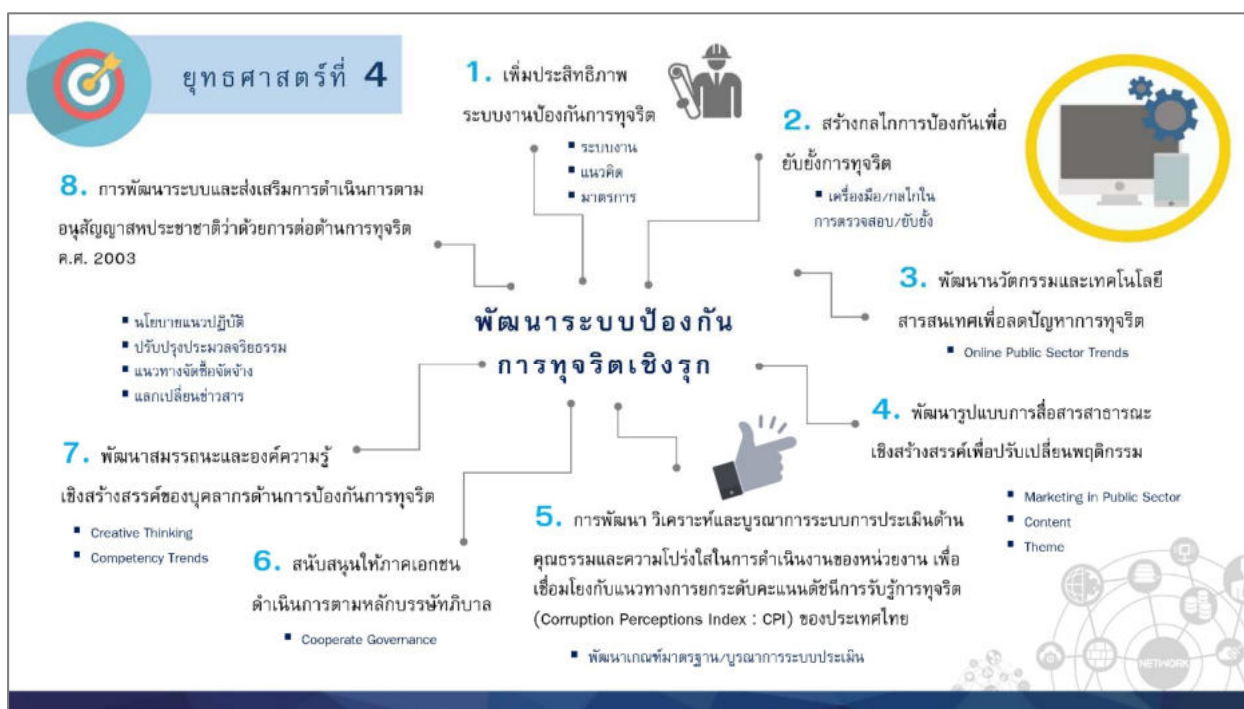 ยุทธศาสตร์ที่ 4
1. เพิ่มประสิทธิภาพ
ระบบงานป้องกันการทุจริต
▪ ระบบงาน
▪ แนวคิด
▪ มาตรการ
2. สร้างกลไกการป้องกันเพื่อ
ยับยั้งการทุจริต
▪ เครื่องมือ/กลไกใน
การตรวจสอบ/ยับยั้ง
3. พัฒนานวัตกรรมและเทคโนโลยี
สารสนเทศเพื่อลดปัญหาการทุจริต
▪ Online Public Sector Trends
พัฒนาระบบป้องกัน
การทุจริตเชิงรุก
4. พัฒนารูปแบบการสื่อสารสาธารณะ
เชิงสร้างสรรค์เพื่อปรับเปลี่ยนพฤติกรรม
▪ Marketing in Public Sector
▪ Content
▪ Theme
5. การพัฒนา วิเคราะห์และบูรณาการระบบการประเมินด้าน
คุณธรรมและความโปร่งใสในการดำเนินงานของหน่วยงาน เพื่อ
เชื่อมโยงกับแนวทางการยกระดับคะแนนดัชนีการรับรู้การทุจริต
(Corruption Perceptions Index : CPI) ของประเทศไทย
▪ พัฒนาเกณฑ์มาตรฐาน/บูรณาการระบบประเมิน
6. สนับสนุนให้ภาคเอกชน
ดำเนินการตามหลักบรรษัทภิบาล
▪ Cooperate Governance
7. พัฒนาสมรรถนะและองค์ความรู้
เชิงสร้างสรรค์ของบุคลากรด้านการป้องกันการทุจริต
▪ Creative Thinking
▪ Competency Trends
8. การพัฒนาระบบและส่งเสริมการดำเนินการตาม
อนุสัญญาสหประชาชาติว่าด้วยการต่อต้านการทุจริต
ค.ศ. 2003
▪ นโยบายแนวปฏิบัติ
▪ ปรับปรุงประมวลจริยธรรม
▪ แนวทางจัดซื้อจัดจ้าง
▪ แลกเปลี่ยนข่าวสาร
NETWORK